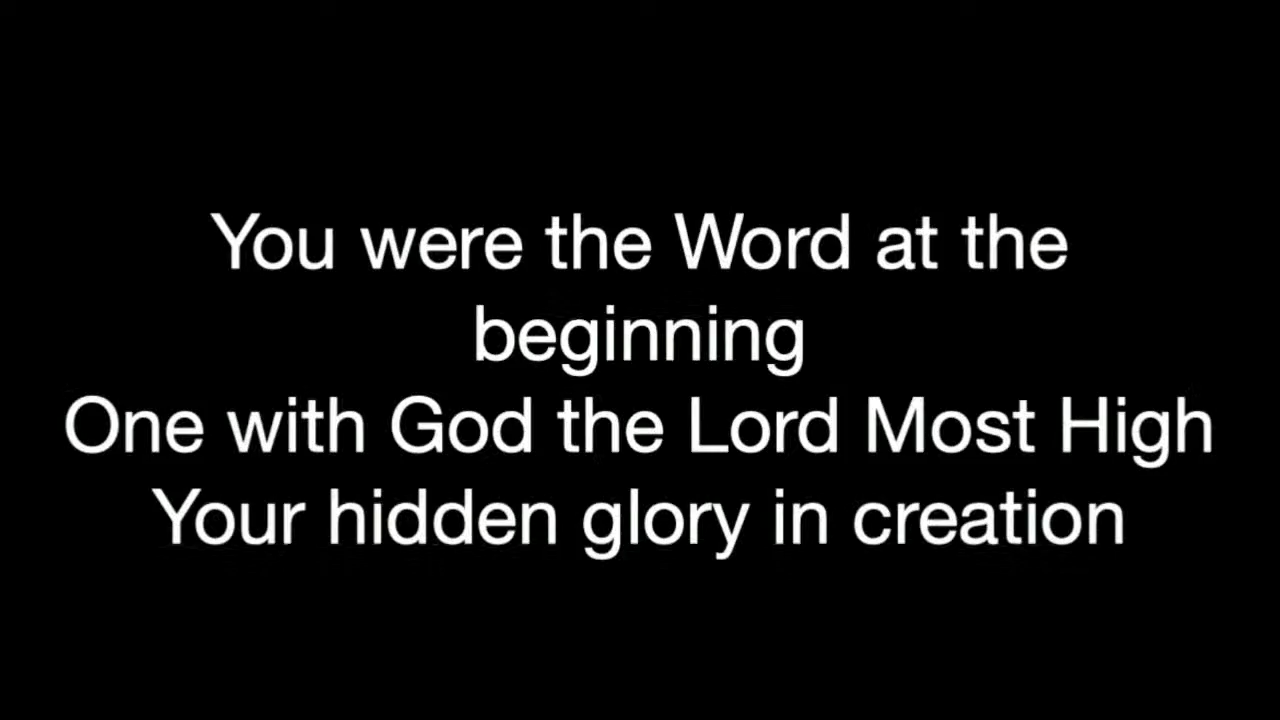 You were the Word at the
beginning
One with God the Lord Most High
Your hidden glory in creation